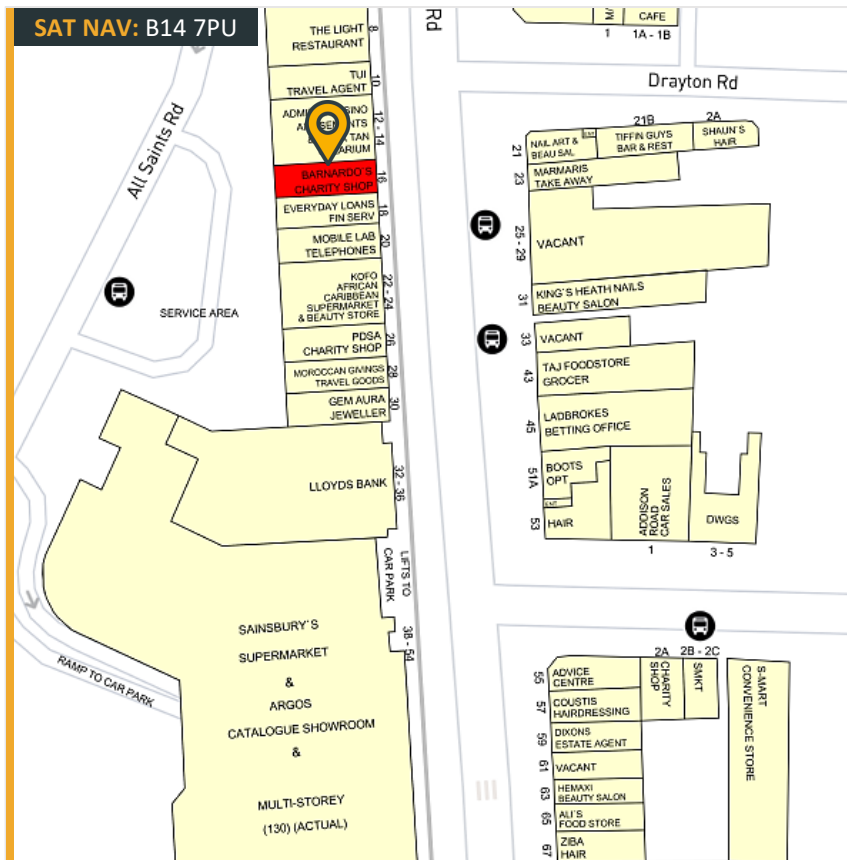 SAT NAV: B14 7PU
Rd
THE LIGHT
RESTAURANT
8
TUI
TRAVEL AGENT
10
12 - 14
BARNARDO'S
CHARITY SHOP
16
EVERYDAY LOANS
FIN SERV
18
MOBILE LAB
TELEPHONES
20
KOFO
AFRICAN
CARIBBEAN
SUPERMARKET
& BEAUTY STORE
22 - 24
PDSA
CHARITY SHOP
26
MOROCCAN GIVINGS
TRAVEL GOODS
28
GEM AURA
JEWELLER
30
LLOYDS BANK
32 - 36
LIFTS TO
CAR PARK
38 - 54
SAINSBURY'S
SUPERMARKET
&
ARGOS
CATALOGUE SHOWROOM
&
MULTI-STOREY
(130) (ACTUAL)
All Saints Rd
SERVICE AREA
RAMP TO CAR PARK
CAFE
1
1A - 1B
Drayton Rd
21B
2A
NAIL ART &
BEAU SAL
21
TIFFIN GUYS
BAR & REST
SHAUN'S
HAIR
MARMARIS
TAKE AWAY
23
VACANT
25 - 29
KING'S HEATH NAILS
BEAUTY SALON
31
VACANT
33
TAJ FOODSTORE
GROCER
43
LADBROKES
BETTING OFFICE
45
BOOTS
OPT
51A
ENT
HAIR
53
ADDISON
ROAD
CAR SALES
1
DWGS
3 - 5
2A
2B - 2C
ADVICE
CENTRE
55
CHARITY
SHOP
SMKT
S-MART
CONVENIENCE STORE
COUSTIS
HAIRDRESSING
57
DIXONS
ESTATE AGENT
59
VACANT
61
HEMAXI
BEAUTY SALON
63
ALI'S
FOOD STORE
65
ZIBA
HAIR
67